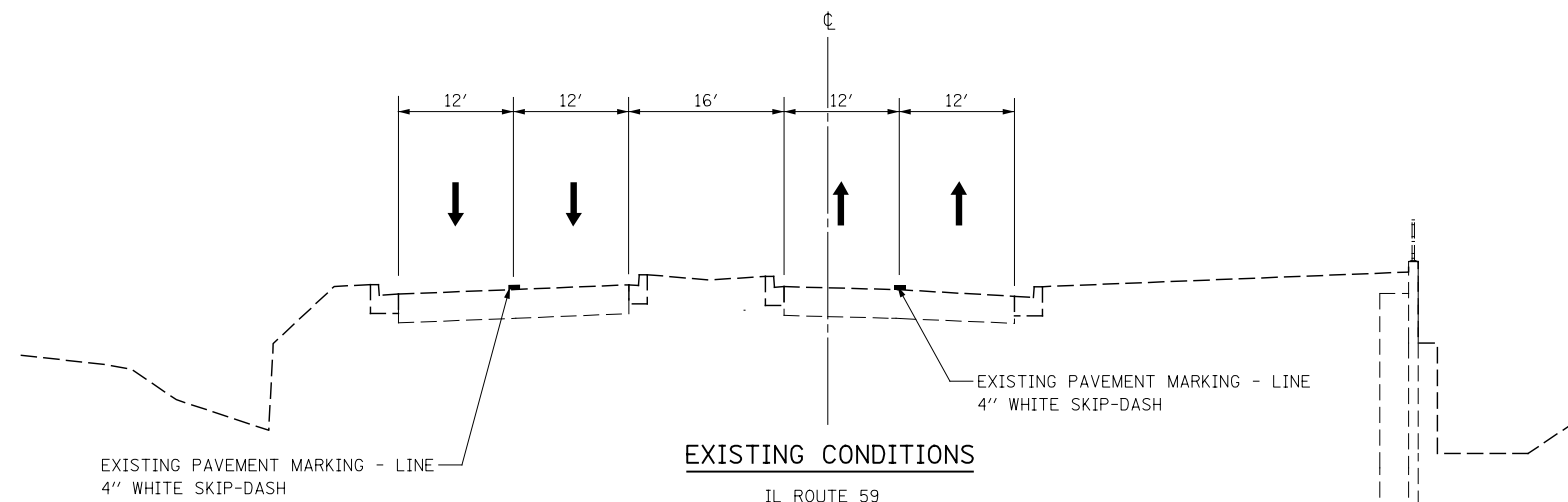 ℄
12' 12' 16' 12' 12'
EXISTING PAVEMENT MARKING - LINE
4'' WHITE SKIP-DASH
EXISTING PAVEMENT MARKING - LINE
4'' WHITE SKIP-DASH
EXISTING CONDITIONS
IL ROUTE 59